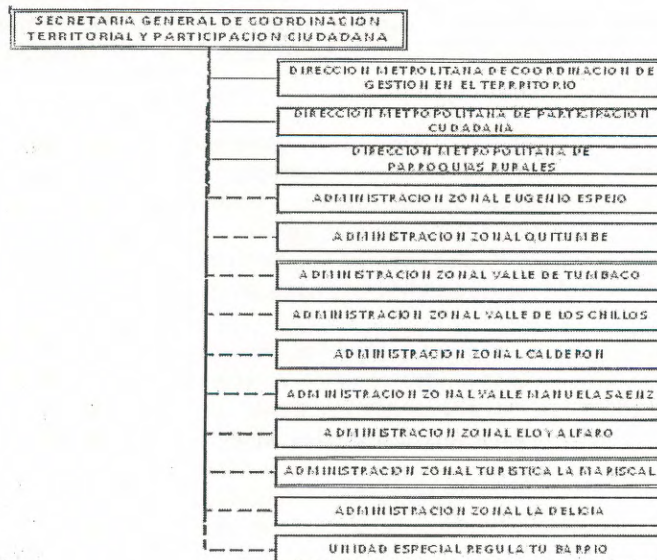 SECRETARIA GENERAL DE COORDINACION
TERRITORIAL Y PARTICIPACION CIUDADANA
DIRECCION METROLITANA DE COORDINACION DE
GESTION EN EL TERRRITORIO
DIRECCION METROPOLITANA DE PARTICIPACION
CUDADANA
DIRECCION METROPOLITANA DE
PARROQUIAS RURALES
ADMINISTRACION ZONAL EUGENIO ESPEJO
ADMINISTRACION ZONAL QUITUMBE
ADMINISTRACION ZONAL VALLE DE TUMBACO
ADMINISTRACION ZONAL VALLE DE LOS CHILLOS
ADMINISTRACION ZONAL CALDERON
ADMINISTRACION ZONAL VALLE MANUELA SAENZ
ADMINISTRACION ZONAL ELOY ALFARO
ADMINISTRACION ZONAL TURISTICA LA MARISCAL
ADMINISTRACION ZONAL LA DELICIA
UNIDAD ESPECIAL REGULA TU BARRIO